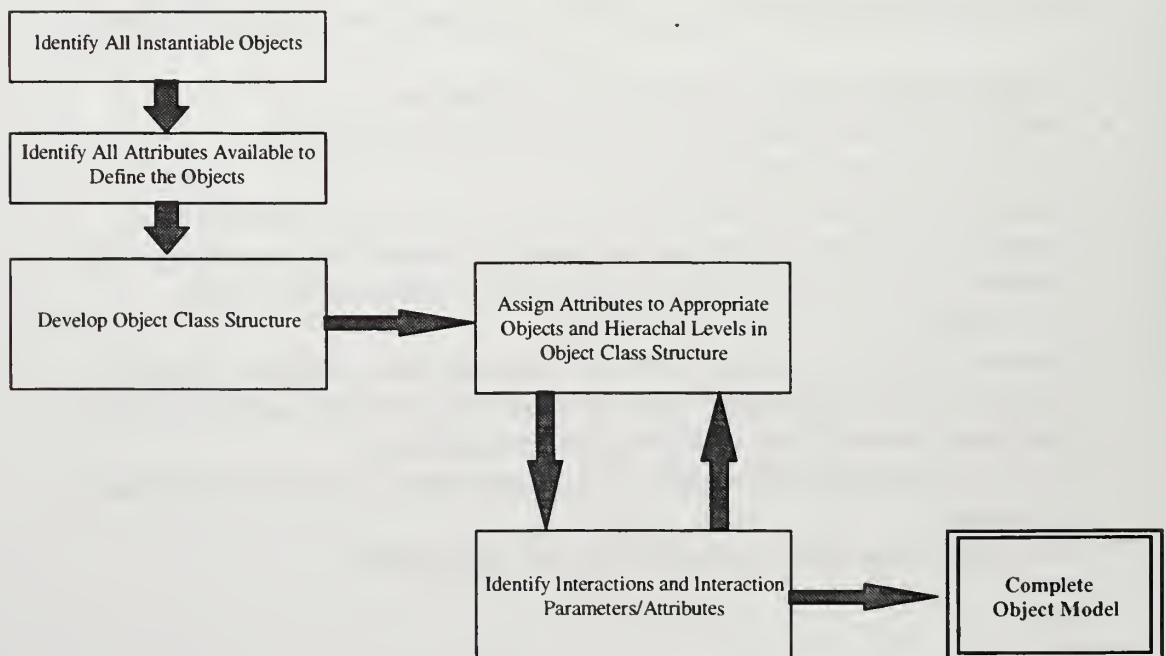 Identify All Instantiable Objects
Identify All Attributes Available to
Define the Objects
Develop Object Class Structure
Assign Attributes to Appropriate
Objects and Hierachal Levels in
Object Class Structure
Identify Interactions and Interaction
Parameters/Attributes
Complete
Object Model